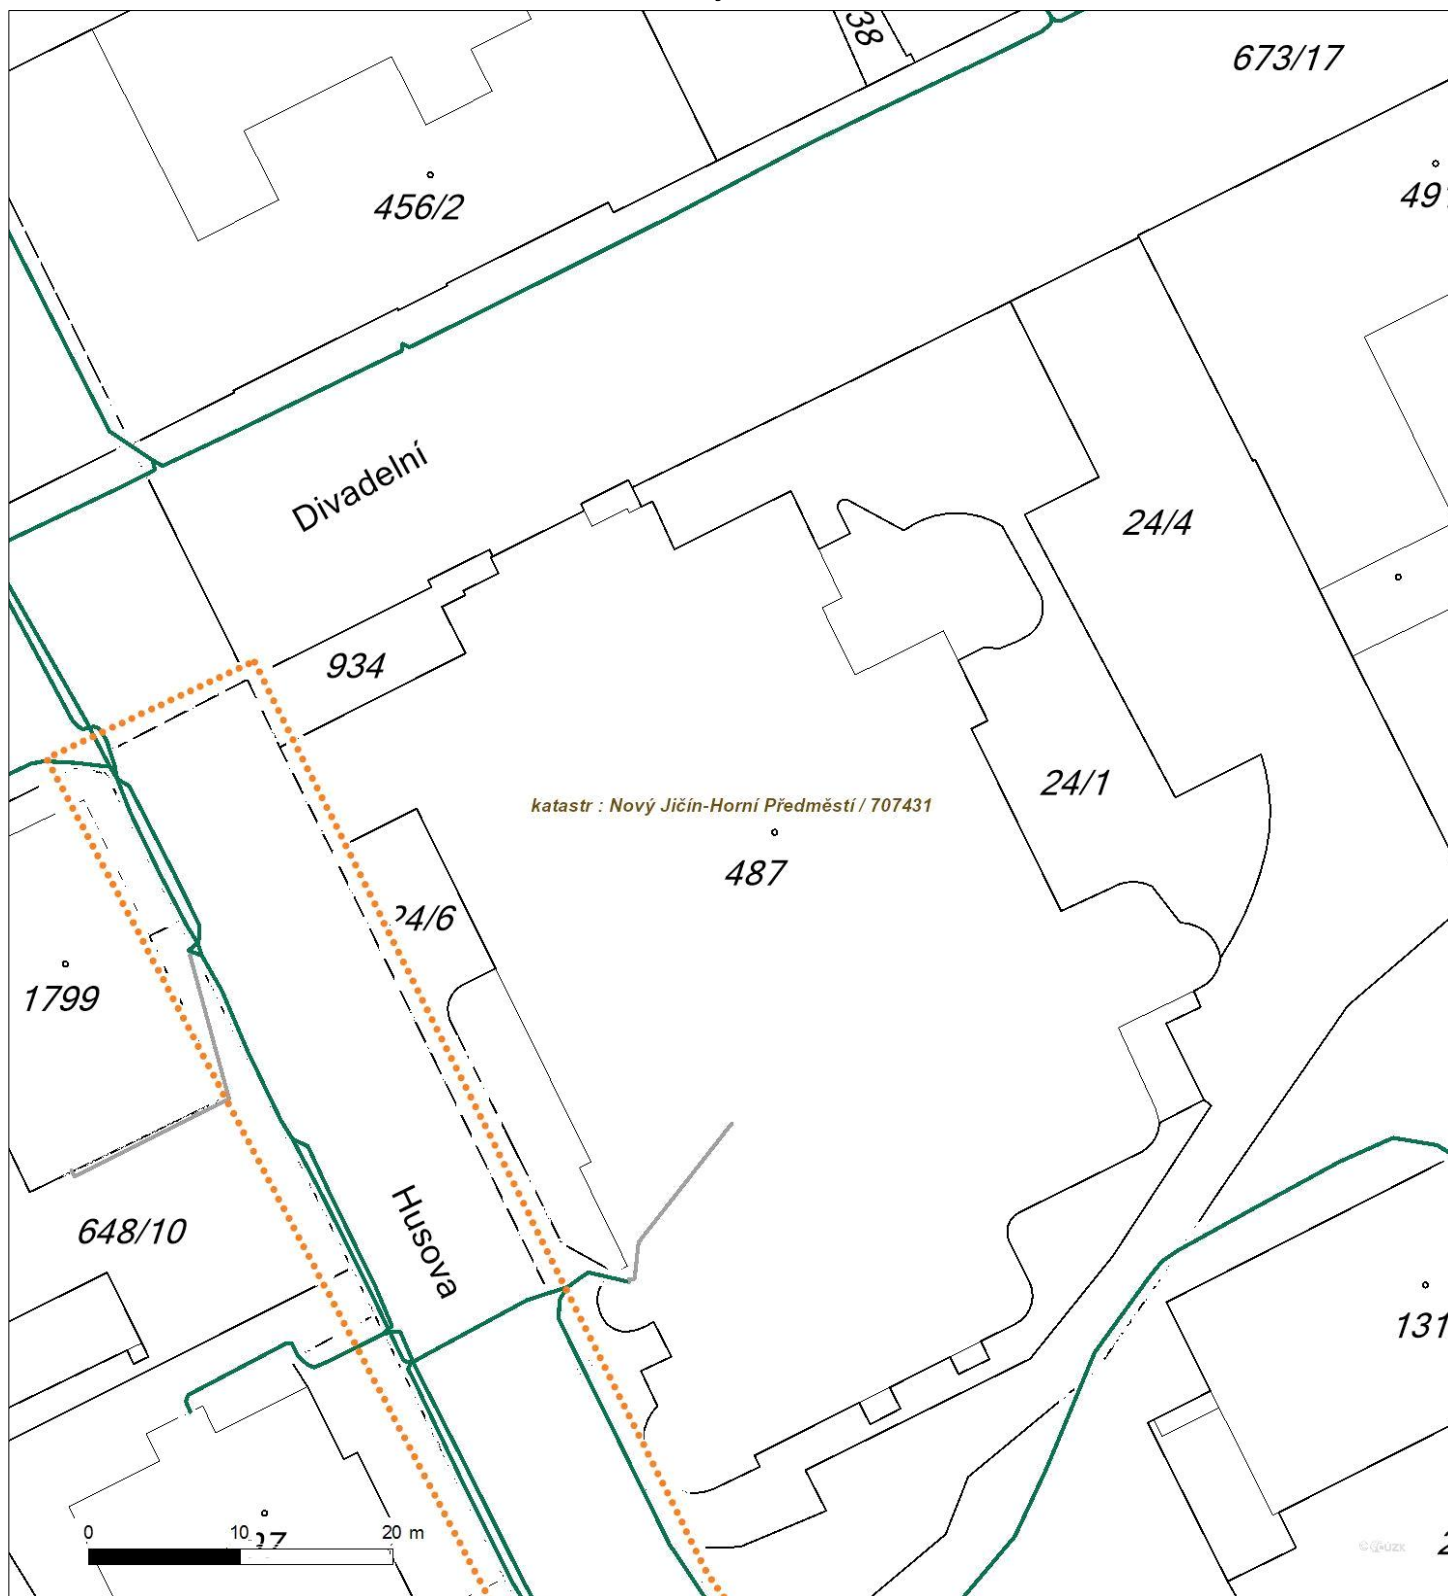 38
673/17
456/2
Divadelní
24/4
934
24/1
katastr : Nový Jičín-Horní Předměstí / 707431
487
24/6
1799
Husova
648/10
131
0 10 20 m